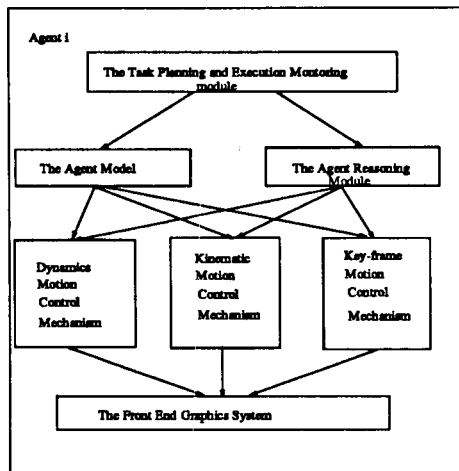 Agent i
The Task Planning and Execution Montoring
module
The Agent Model
The Agent Reasoning
Module
Dynamics
Motion
Control
Mechanism
Kinematic
Motion
Control
Mechanism
Key-frame
Motion
Control
Mechanism
The Front End Graphics System